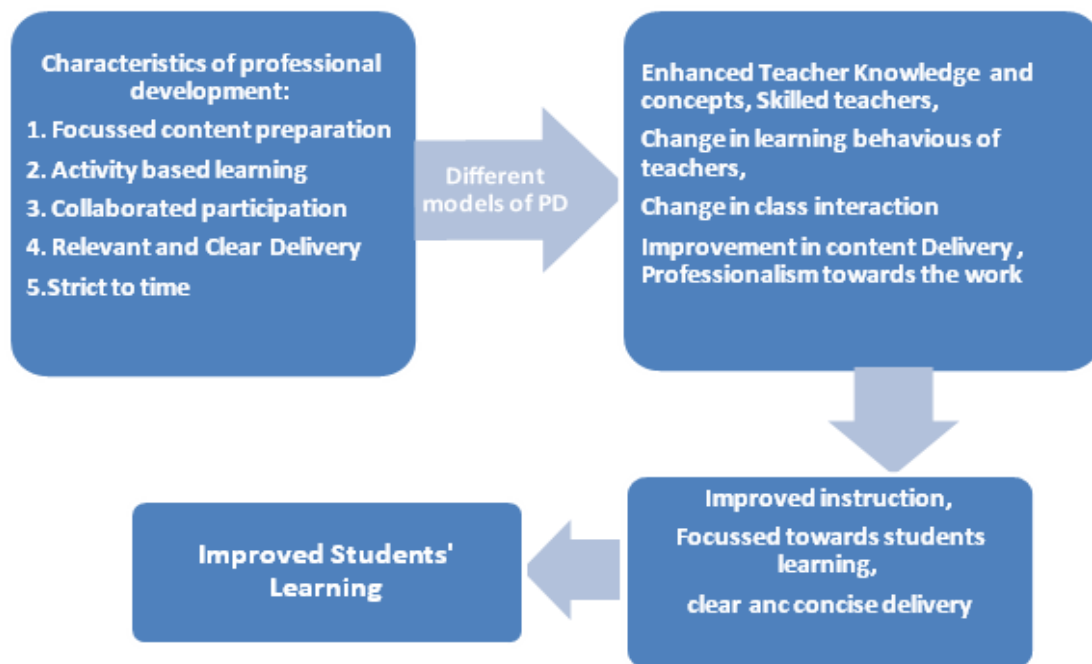 Characteristics of professional
development:
1. Focussed content preparation
2. Activity based learning
3. Collaborated participation
4. Relevant and Clear Delivery
5.Strict to time
Different
models of PD
Enhanced Teacher Knowledge and
concepts, Skilled teachers,
Change in learning behavious of
teachers,
Change in class interaction
Improvement in content Delivery ,
Professionalism towards the work
Improved instruction,
Focussed towards students
learning,
clear anc concise delivery
Improved Students'
Learning